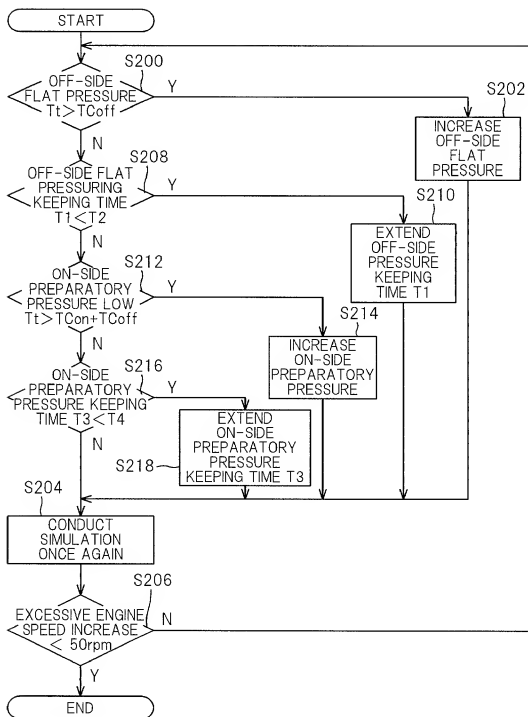 START
S200
OFF-SIDE
FLAT PRESSURE
Tt>TCoff
Y
N
S202
INCREASE
OFF-SIDE
FLAT
PRESSURE
S208
OFF-SIDE FLAT
PRESSURING
KEEPING TIME
T1<T2
Y
N
S210
EXTEND
OFF-SIDE
PRESSURE
KEEPING
TIME T1
S212
ON-SIDE
PREPARATORY
PRESSURE LOW
Tt>TCon+TCoff
Y
N
S214
INCREASE
ON-SIDE
PREPARATORY
PRESSURE
S216
ON-SIDE
PREPARATORY
PRESSURE KEEPING
TIME T3<T4
Y
N
S218
EXTEND
ON-SIDE
PREPARATORY
PRESSURE
KEEPING TIME T3
S204
CONDUCT
SIMULATION
ONCE AGAIN
S206
EXCESSIVE ENGINE
SPEED INCREASE
< 50rpm
N
Y
END